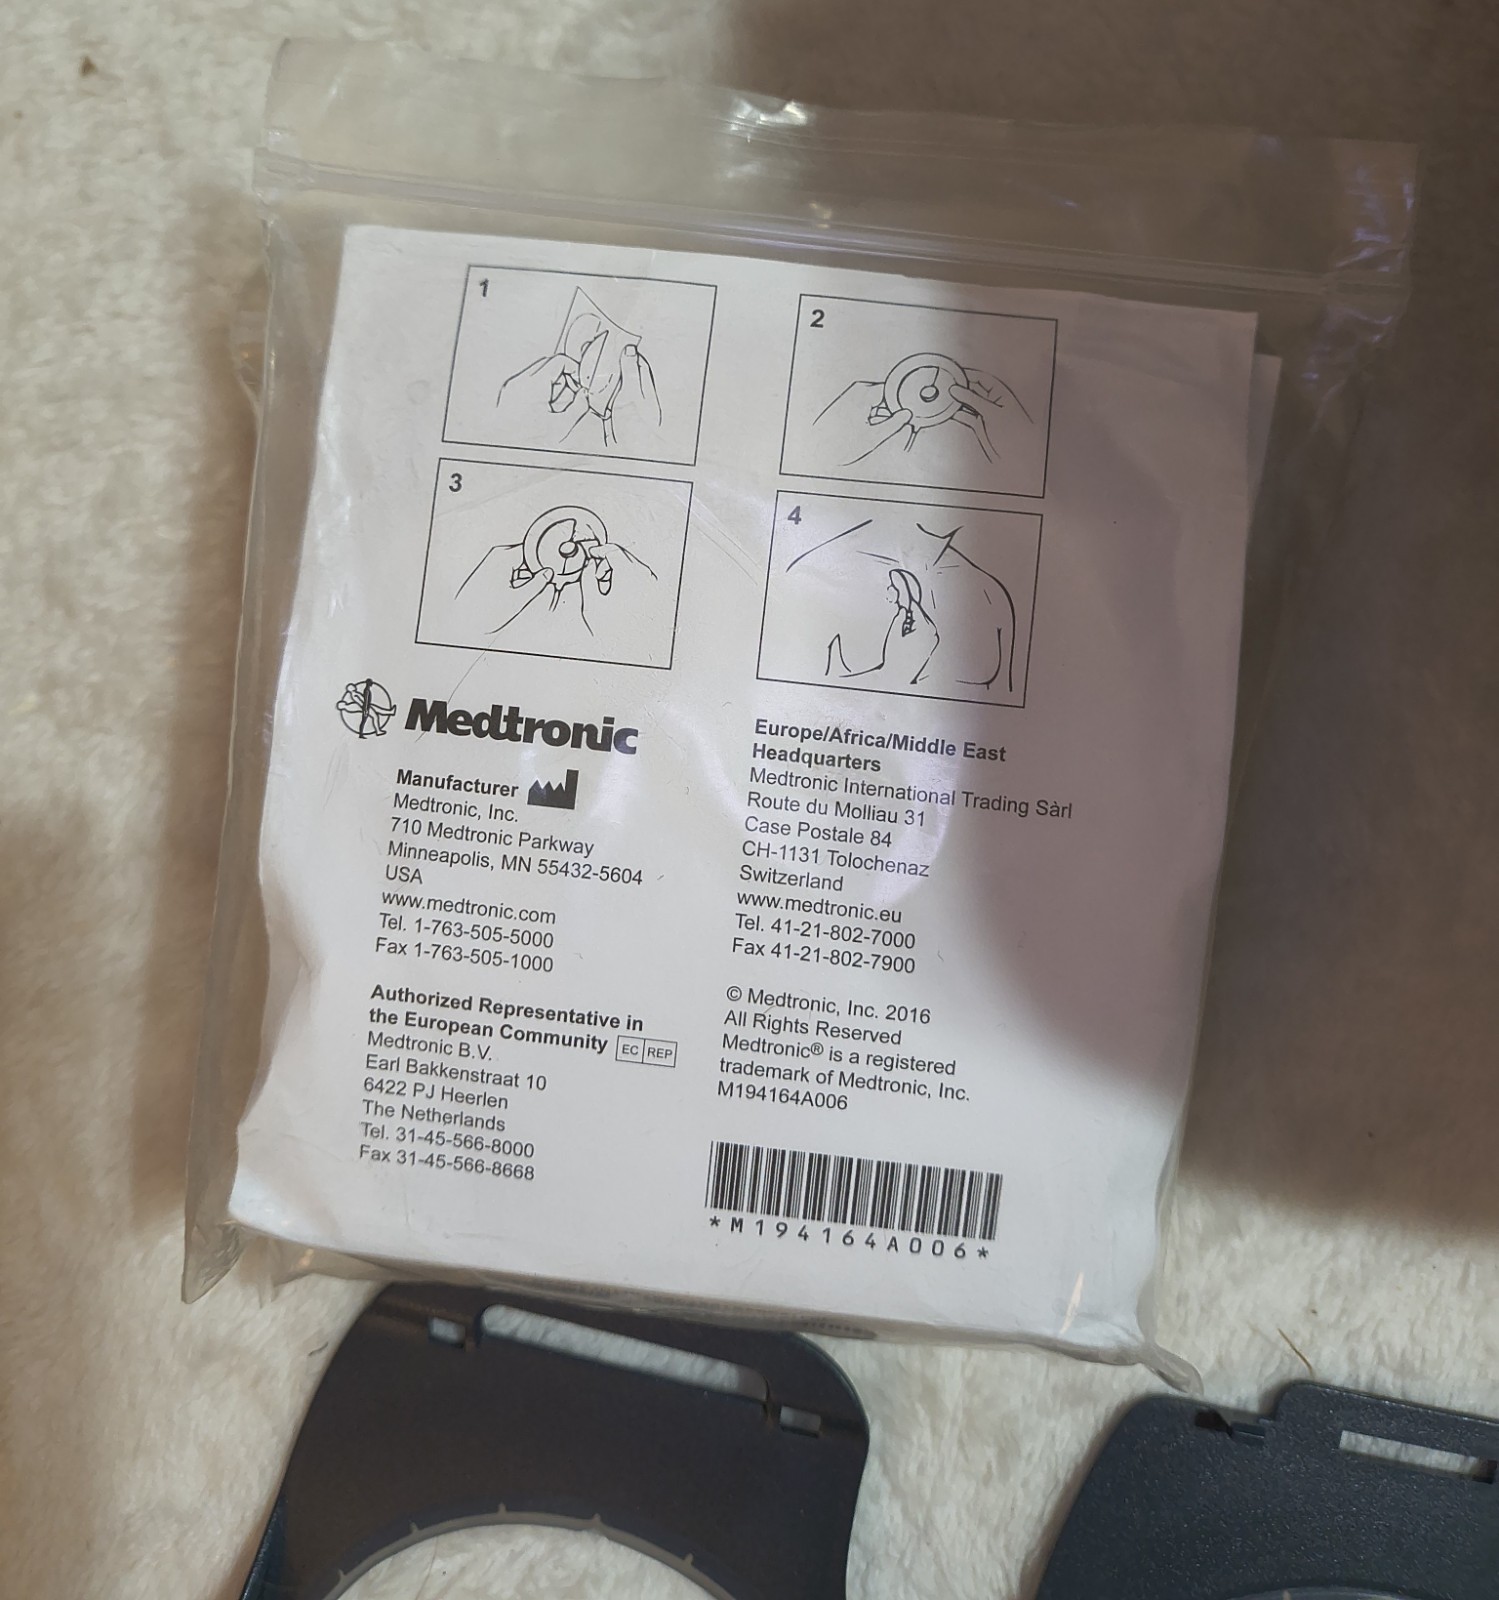 1
2
3
4
Medtronic
Manufacturer
Medtronic, Inc.
710 Medtronic Parkway
Minneapolis, MN 55432-5604
USA
www.medtronic.com
Tel. 1-763-505-5000
Fax 1-763-505-1000
Authorized Representative in
the European Community EC REP
Medtronic B.V.
Earl Bakkenstraat 10
6422 PJ Heerlen
The Netherlands
Tel. 31-45-566-8000
Fax 31-45-566-8668
Europe/Africa/Middle East
Headquarters
Medtronic International Trading Sàrl
Route du Molliau 31
Case Postale 84
CH-1131 Tolochenaz
Switzerland
www.medtronic.eu
Tel. 41-21-802-7000
Fax 41-21-802-7900
© Medtronic, Inc. 2016
All Rights Reserved
Medtronic® is a registered
trademark of Medtronic, Inc.
M194164A006
*M194164A006*